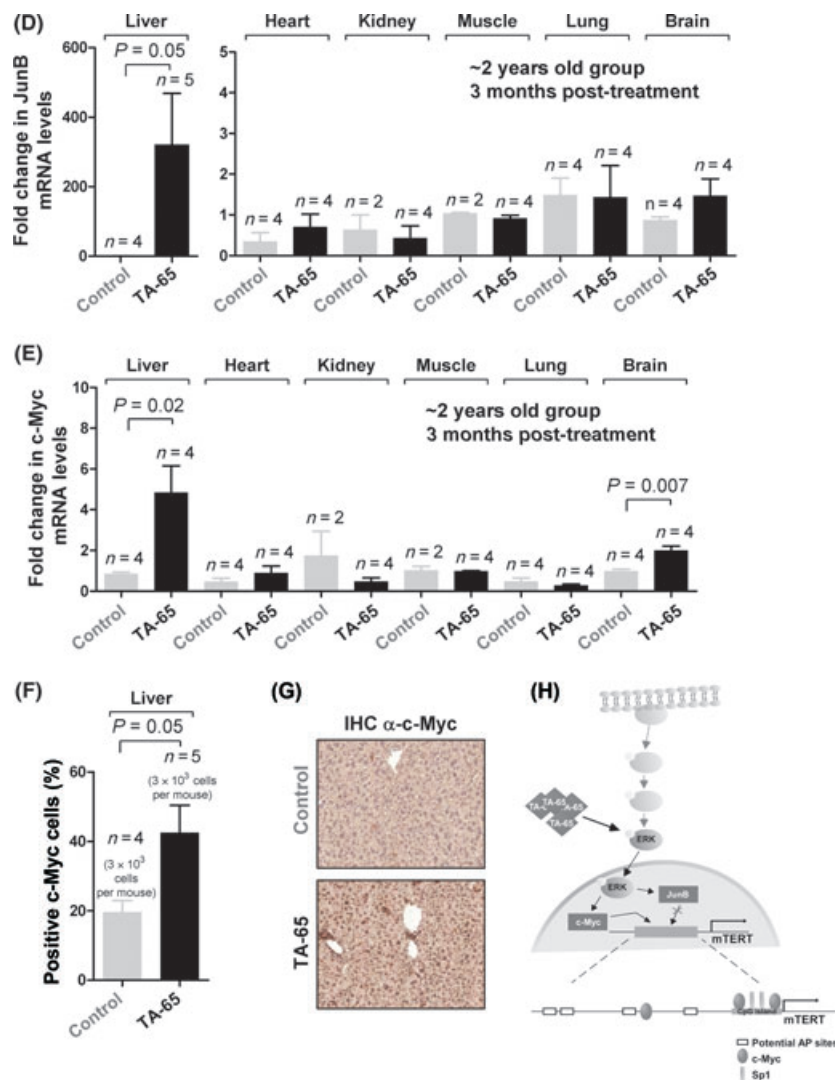 (D)
Liver
Heart
Kidney
Muscle
Lung
Brain
P = 0.05
n = 5
n = 4
Fold change in JunB
mRNA levels
600
400
200
0
Control
TA-65
5
4
3
2
1
0
~2 years old group
3 months post-treatment
n = 4
n = 4
n = 2
n = 4
n = 2
n = 4
n = 4
n = 4
n = 4
n = 4
Control
TA-65
Control
TA-65
Control
TA-65
Control
TA-65
Control
TA-65
(E)
Liver
Heart
Kidney
Muscle
Lung
Brain
Fold change in c-Myc
mRNA levels
10
8
6
4
2
0
P = 0.02
~2 years old group
3 months post-treatment
P = 0.007
n = 4
n = 4
n = 4
n = 4
n = 2
n = 4
n = 2
n = 4
n = 4
n = 4
n = 4
n = 4
Control
TA-65
Control
TA-65
Control
TA-65
Control
TA-65
Control
TA-65
Control
TA-65
(F)
Liver
P = 0.05
n = 5
(3 × 10³ cells
per mouse)
n = 4
(3 × 10³
cells
per mouse)
Positive c-Myc cells (%)
80
60
40
20
0
Control
TA-65
(G)
IHC α-c-Myc
Control
TA-65
(H)
TA-65
TA-65
ERK
ERK
JunB
c-Myc
mTERT
CpG island
mTERT
Potential AP sites
c-Myc
Sp1